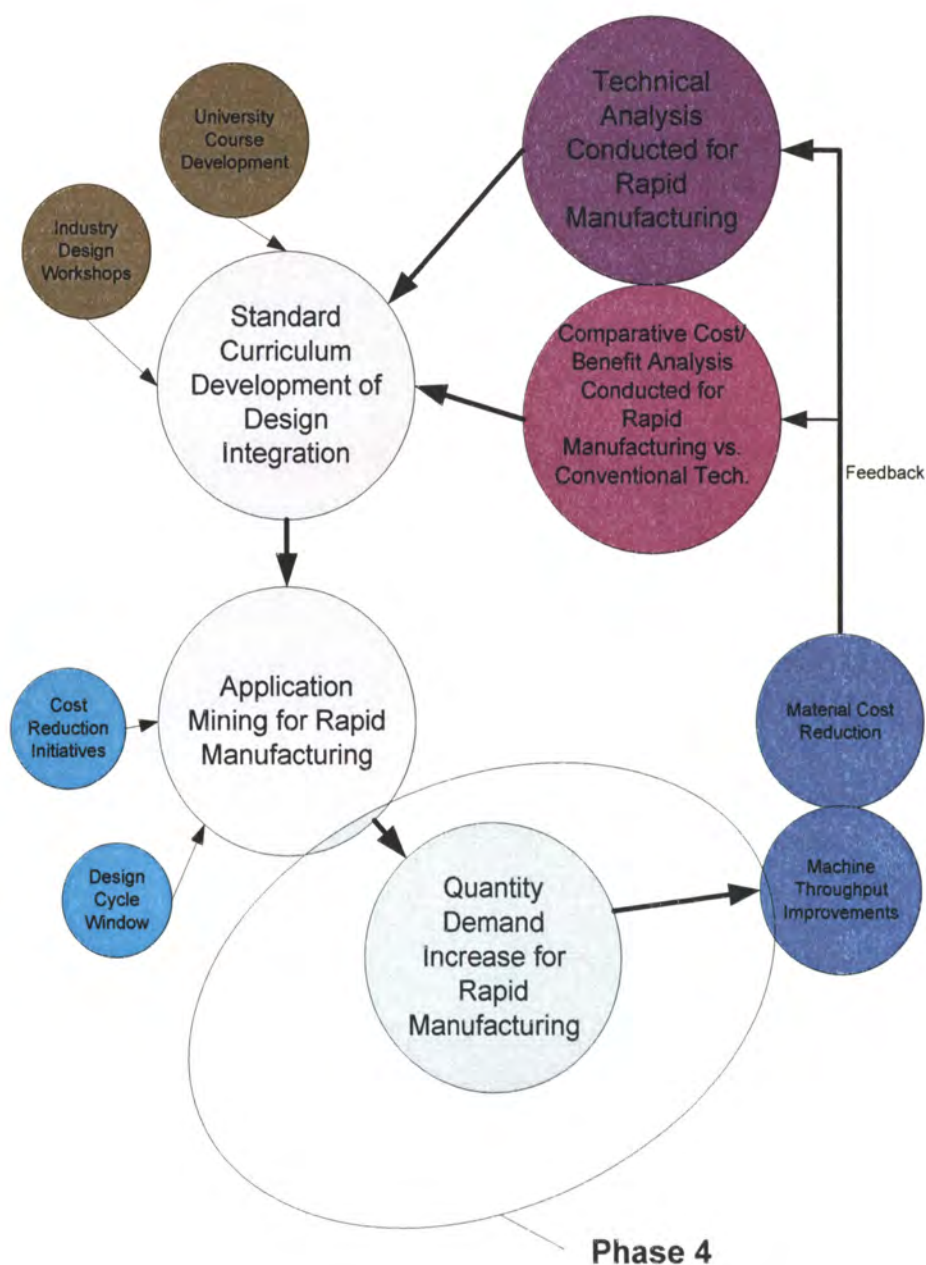 University
Course
Development
Industry
Design
Workshops
Technical
Analysis
Conducted for
Rapid
Manufacturing
Standard
Curriculum
Development of
Design
Integration
Comparative Cost/
Benefit Analysis
Conducted for
Rapid
Manufacturing vs.
Conventional Tech.
Feedback
Cost
Reduction
Initiatives
Application
Mining for Rapid
Manufacturing
Material Cost
Reduction
Design
Cycle
Window
Quantity
Demand
Increase for
Rapid
Manufacturing
Machine
Throughput
Improvements
Phase 4